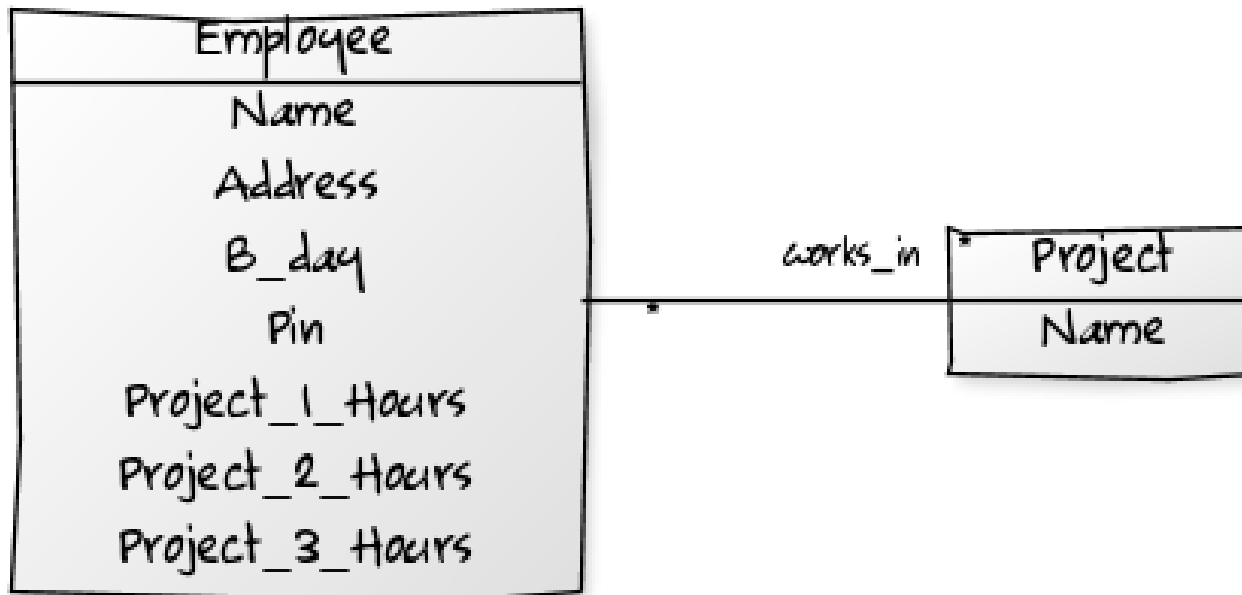 Employee
Name
Address
B_day
Pin
Project_1_Hours
Project_2_Hours
Project_3_Hours
*
works_in
*
Project
Name